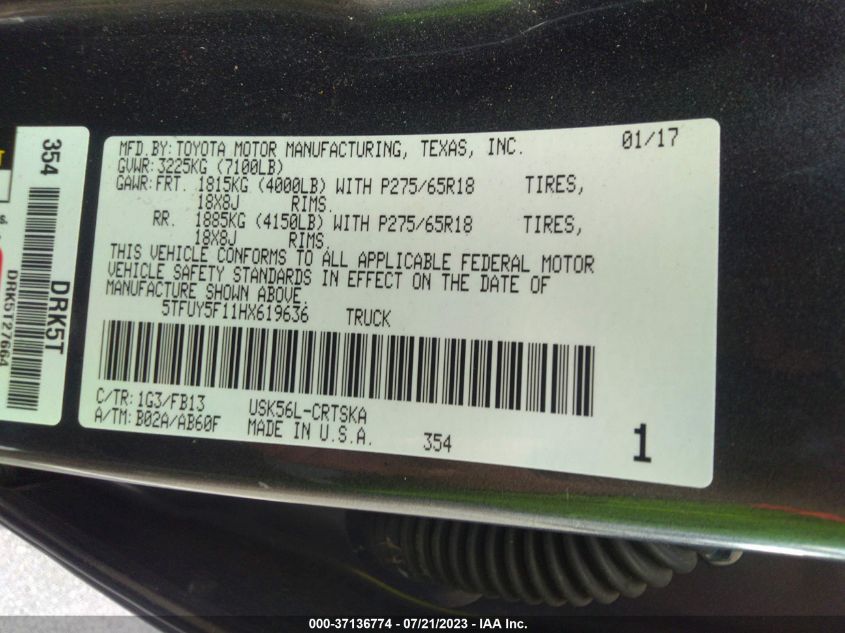 MFD.BY: TOYOTA MOTOR MANUFACTURING, TEXAS, INC. 01/17
GVWR: 3225KG (7100LB)
GAWR: FRT. 1815KG (4000LB) WITH P275/65R18 TIRES,
18X8J RIMS.
RR. 1885KG (4150LB) WITH P275/65R18 TIRES,
18X8J RIMS.
THIS VEHICLE CONFORMS TO ALL APPLICABLE FEDERAL MOTOR
VEHICLE SAFETY STANDARDS IN EFFECT ON THE DATE OF
MANUFACTURE SHOWN ABOVE.
5TFUY5F11HX619636 TRUCK
C/TR: 1G3/FB13 USK56L-CRTSKA
A/TM: B02A/AB60F MADE IN U.S.A. 354 1
354 DRK5T
DRK5T27664
000-37136774 - 07/21/2023 - IAA Inc.